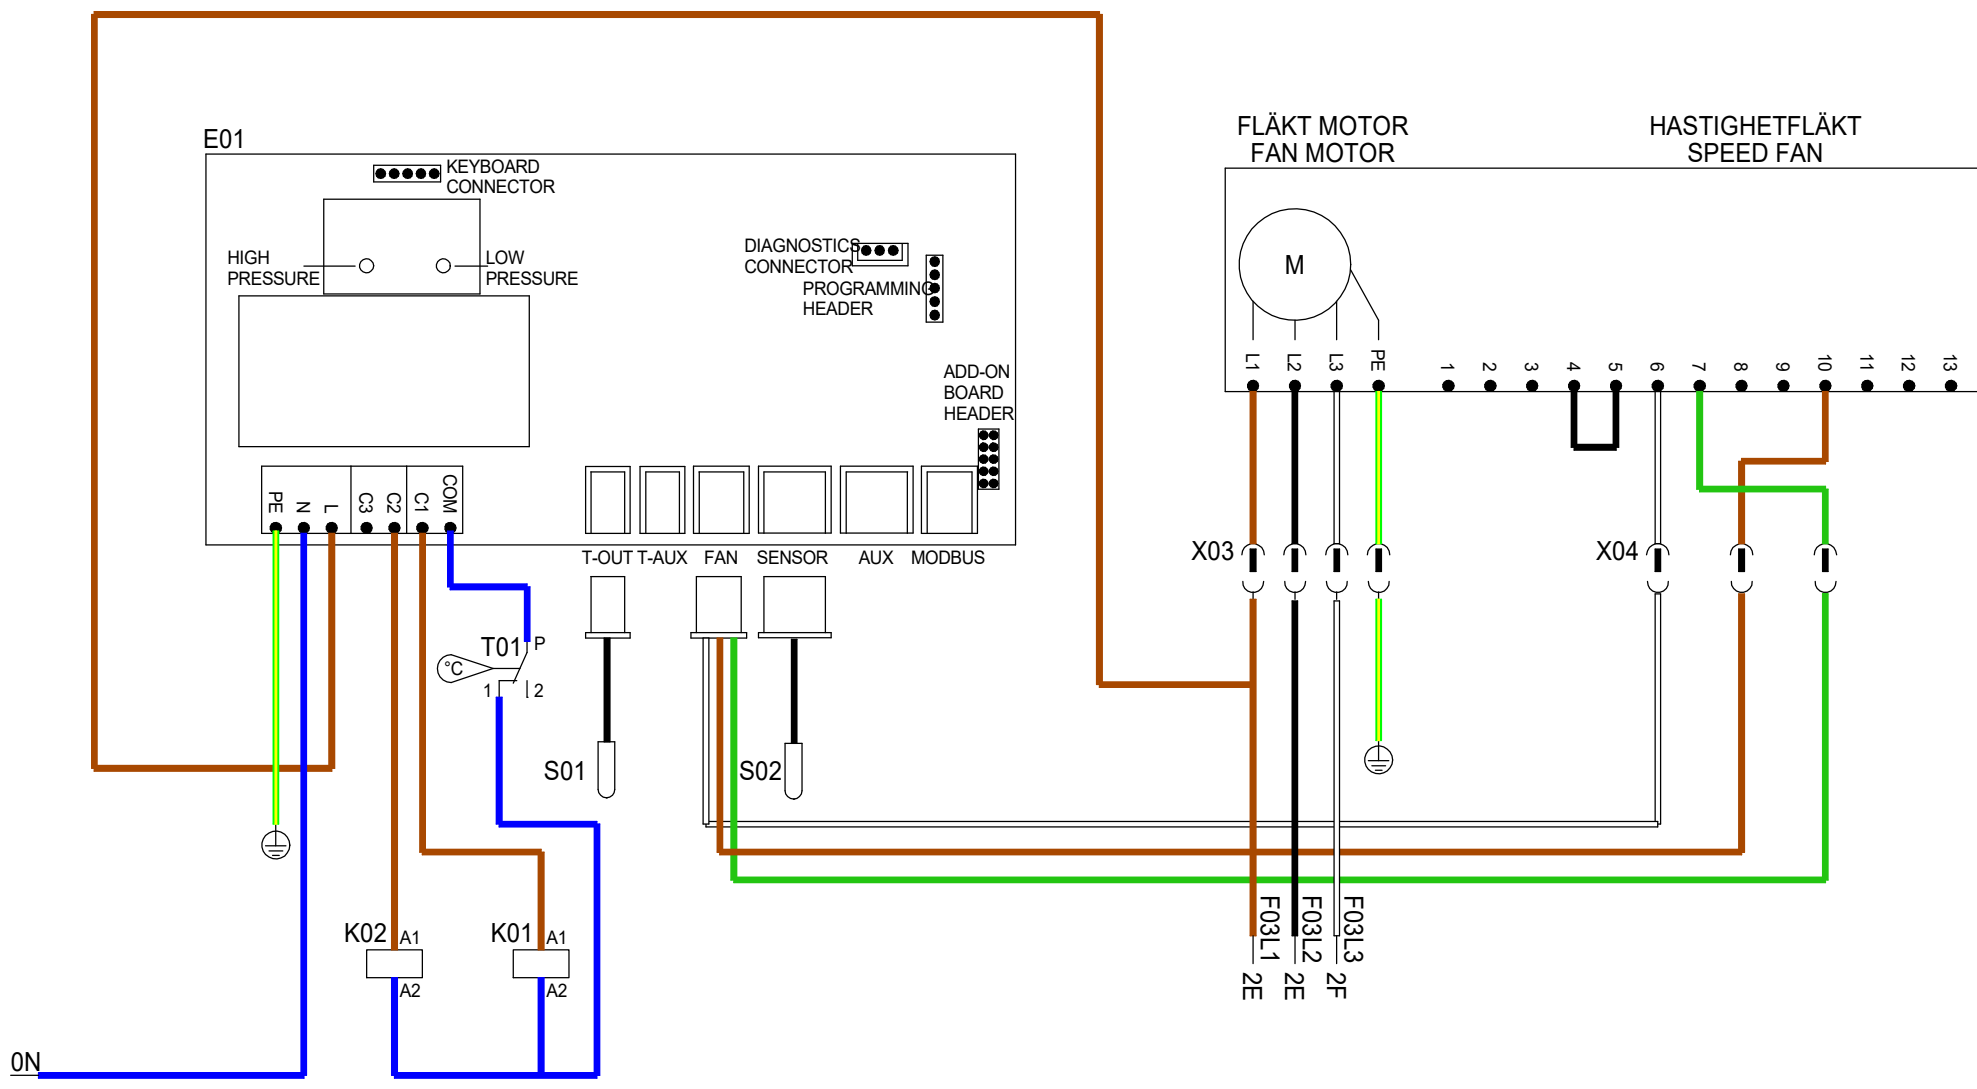 FLÄKT MOTOR
FAN MOTOR
HASTIGHETFLÄKT
SPEED FAN
E01
KEYBOARD
CONNECTOR
HIGH
PRESSURE
LOW
PRESSURE
DIAGNOSTICS
CONNECTOR
PROGRAMMING
HEADER
ADD-ON
BOARD
HEADER
M
L1 L2 L3 PE 1 2 3 4 5 6 7 8 9 10 11 12 13
PE N L C3 C2 C1 COM
T-OUT T-AUX FAN SENSOR AUX MODBUS
X03
X04
T01 P
°C
1 2
S01
S02
K02 A1
A2
K01 A1
A2
F03L1 F03L2 F03L3
2E 2E 2F
0N